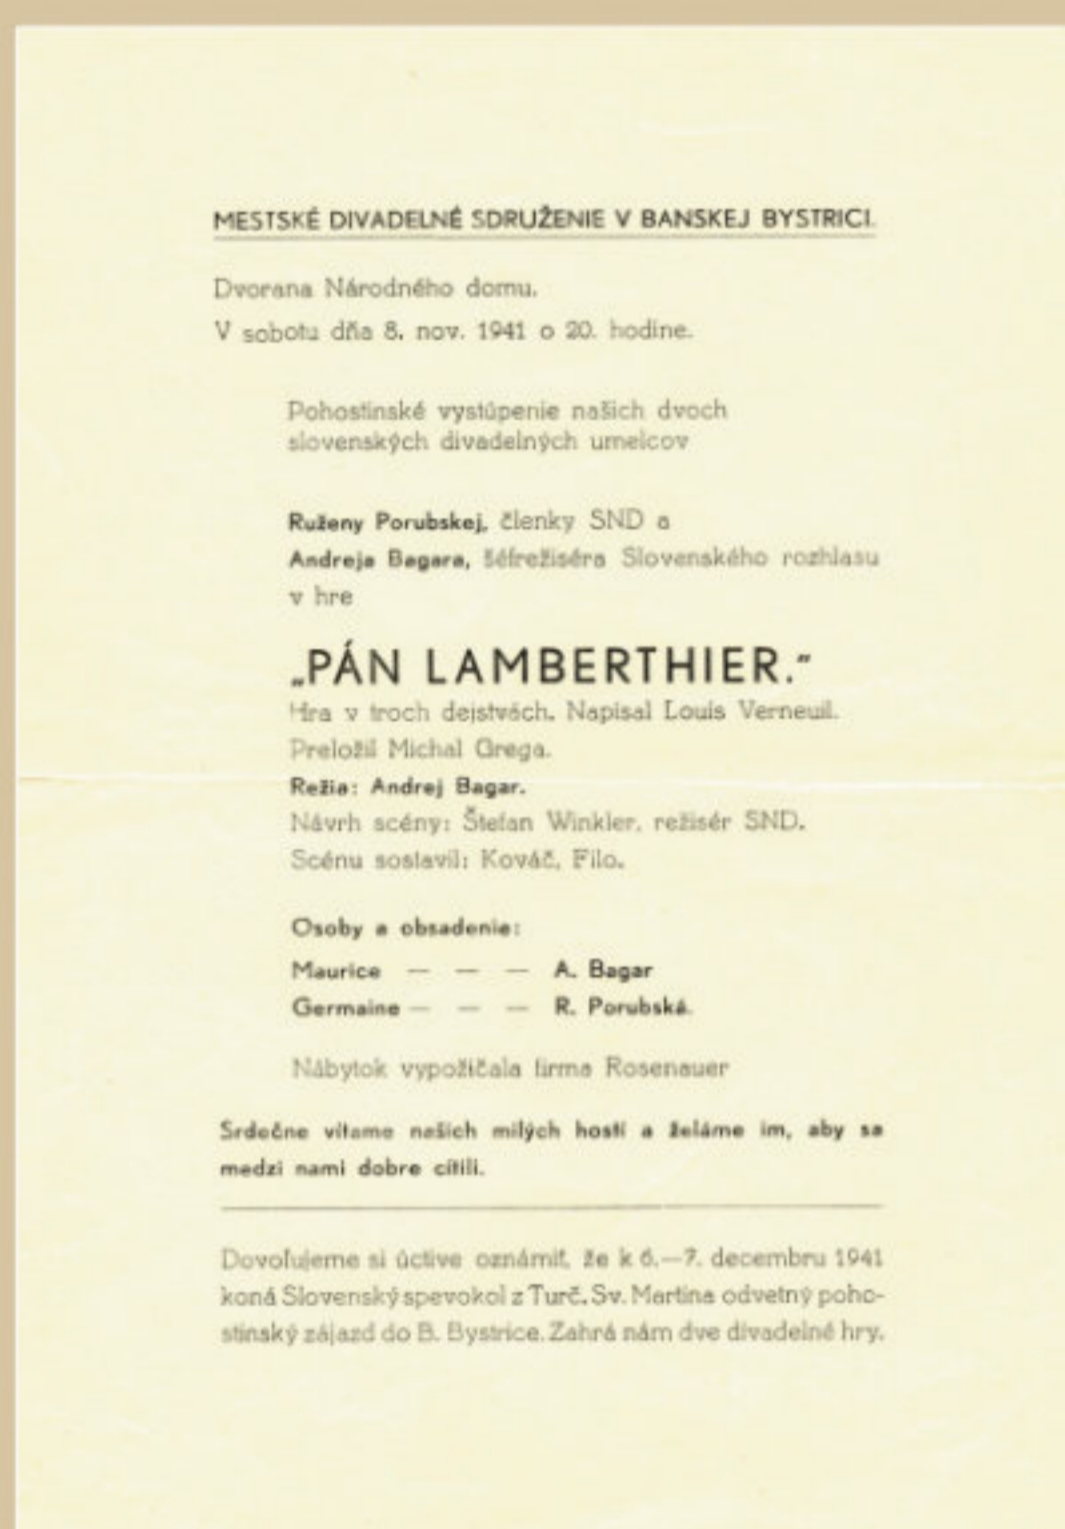 MESTSKÉ DIVADELNÉ SDRUŽENIE V BANSKEJ BYSTRICI.
Dvorana Národného domu.
V sobotu dňa 8. nov. 1941 o 20. hodine.
Pohostinské vystúpenie našich dvoch
slovenských divadelných umelcov
Ruženy Porubskej, členky SND a
Andreja Bagara, šéfrežiséra Slovenského rozhlasu
v hre
„PÁN LAMBERTHIER.“
Hra v troch dejstvách. Napísal Louis Verneuil.
Preložil Michal Grega.
Režia: Andrej Bagar.
Návrh scény: Štefan Winkler, režisér SND.
Scénu sostavil: Kováč, Filo.
Osoby a obsadenie:
Maurice — — — A. Bagar
Germaine — — — R. Porubská.
Nábytok vypožičala firma Rosenauer
Srdečne vítame našich milých hostí a želáme im, aby sa
medzi nami dobre cítili.
Dovoľujeme si úctive oznámiť, že k 6.—7. decembru 1941
koná Slovenský spevokol z Turč. Sv. Martina odvetný poho-
stinský zájazd do B. Bystrice. Zahrá nám dve divadelné hry.